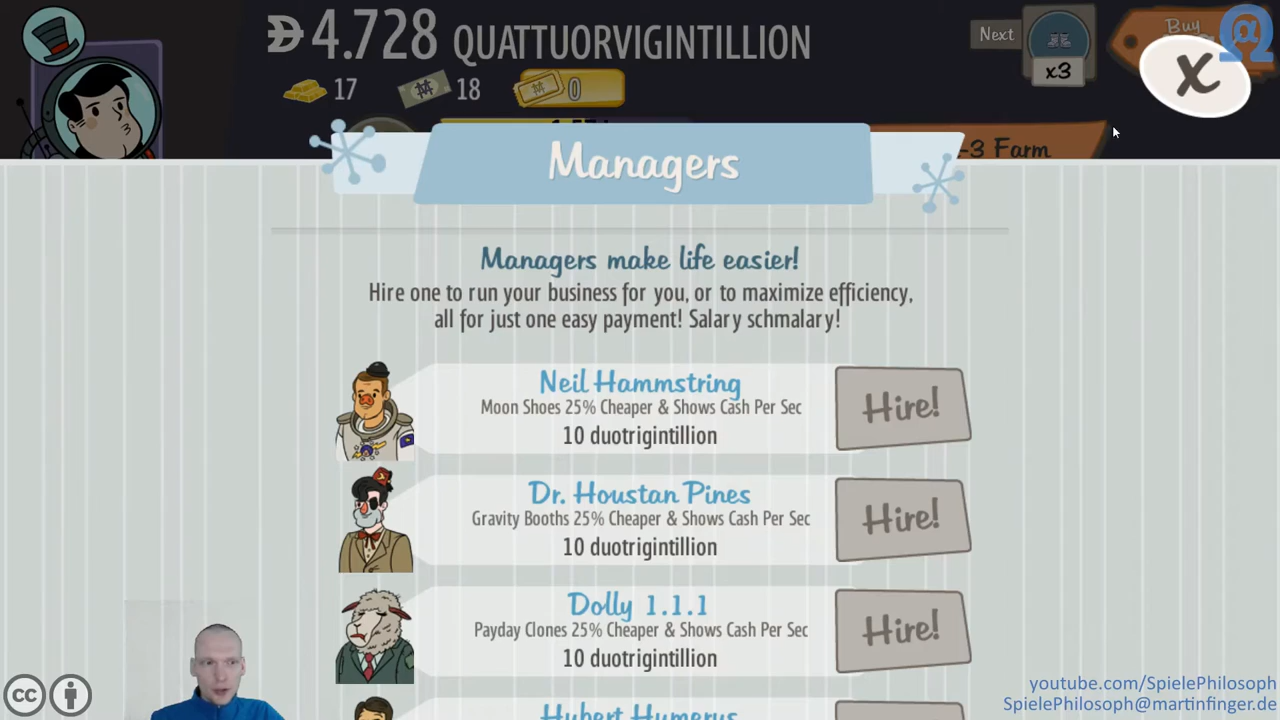 4.728 QUATTUORVIGINTILLION
Next
Buy
17
18
0
x3
x
-3 Farm
Managers
Managers make life easier!
Hire one to run your business for you, or to maximize efficiency,
all for just one easy payment! Salary schmalary!
Neil Hammstring
Moon Shoes 25% Cheaper & Shows Cash Per Sec
10 duotrigintillion
Hire!
Dr. Houstan Pines
Gravity Booths 25% Cheaper & Shows Cash Per Sec
10 duotrigintillion
Hire!
Dolly 1.1.1
Payday Clones 25% Cheaper & Shows Cash Per Sec
10 duotrigintillion
Hire!
Hubert Humerus
cc
youtube.com/SpielePhilosoph
SpielePhilosoph@martinfinger.de